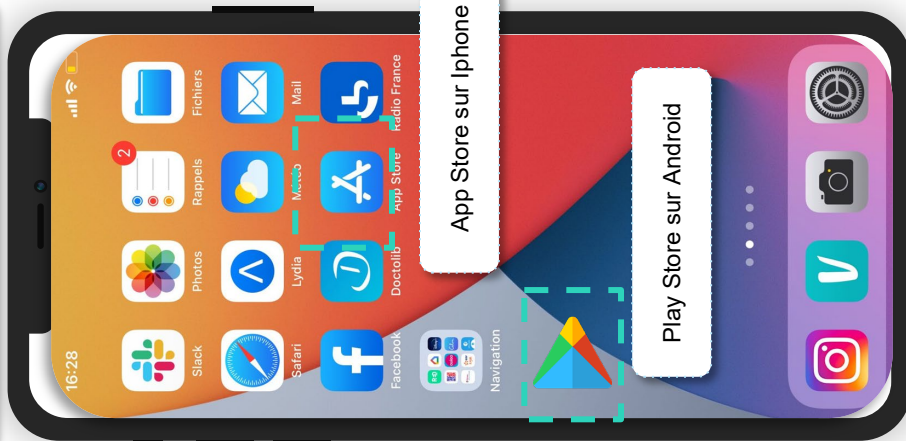 16:28
2
Slack Photos Rappels Fichiers
Safari Lydia Météo Mail
Facebook Doctolib App Store Radio France
App Store sur Iphone
Navigation
Play Store sur Android